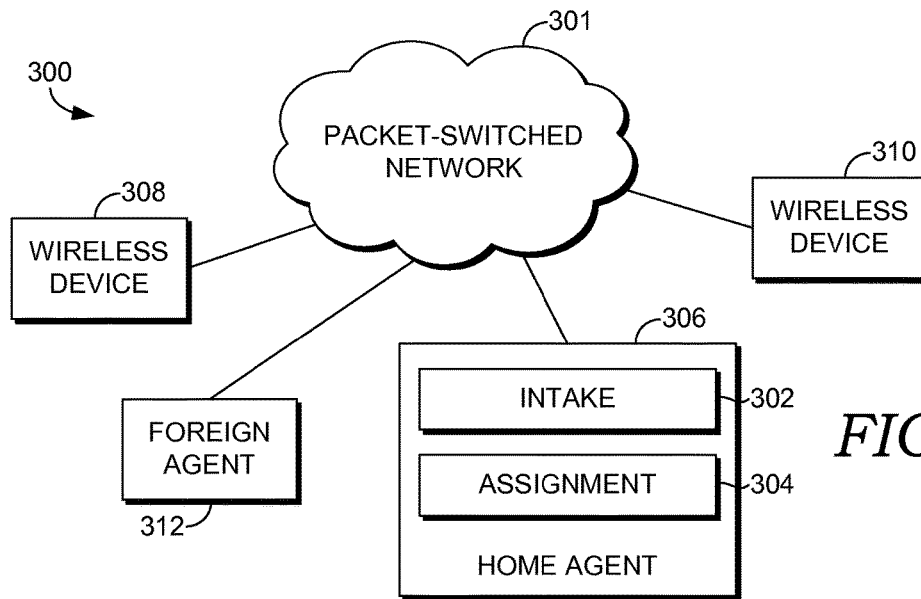 301
300
PACKET-SWITCHED
NETWORK
308
WIRELESS
DEVICE
310
WIRELESS
DEVICE
306
INTAKE
302
ASSIGNMENT
304
HOME AGENT
FOREIGN
AGENT
312